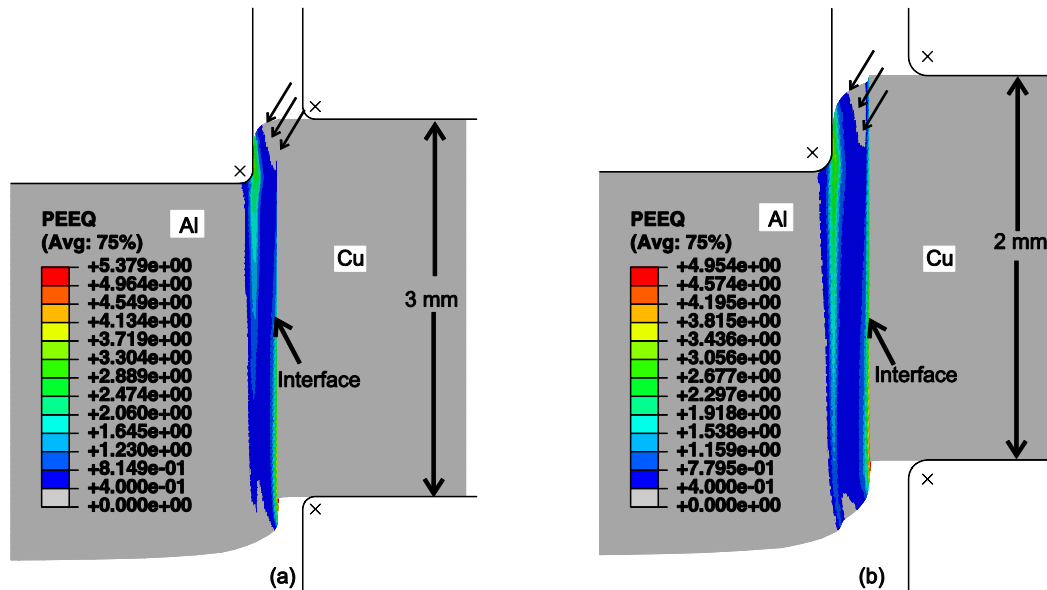 PEEQ
(Avg: 75%)
+5.379e+00
+4.964e+00
+4.549e+00
+4.134e+00
+3.719e+00
+3.304e+00
+2.889e+00
+2.474e+00
+2.060e+00
+1.645e+00
+1.230e+00
+8.149e-01
+4.000e-01
+0.000e+00
Al
Cu
3 mm
Interface
(a)
PEEQ
(Avg: 75%)
+4.954e+00
+4.574e+00
+4.195e+00
+3.815e+00
+3.436e+00
+3.056e+00
+2.677e+00
+2.297e+00
+1.918e+00
+1.538e+00
+1.159e+00
+7.795e-01
+4.000e-01
+0.000e+00
Al
Cu
2 mm
Interface
(b)